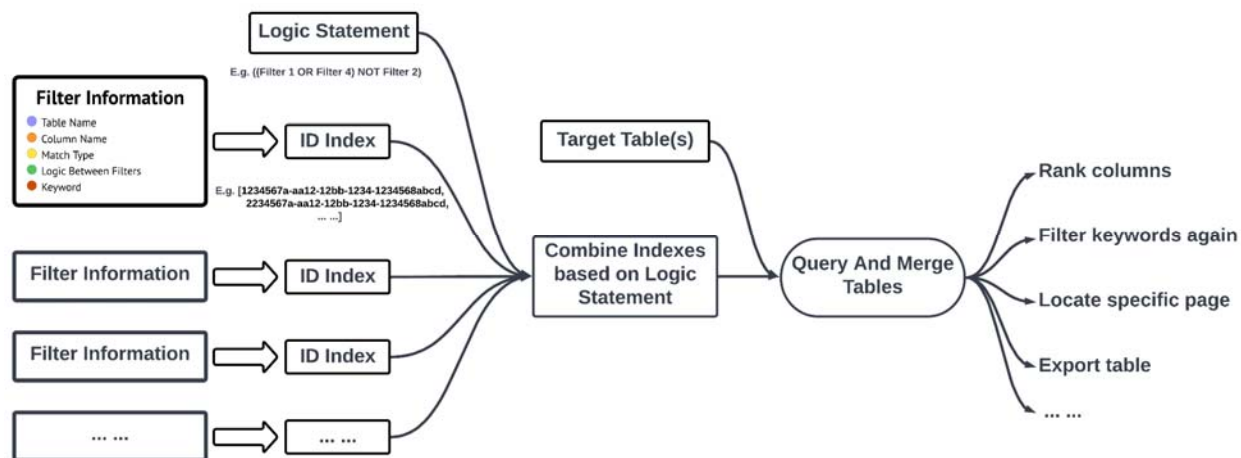 Logic Statement
E.g. ((Filter 1 OR Filter 4) NOT Filter 2)
Filter Information
Table Name
Column Name
Match Type
Logic Between Filters
Keyword
ID Index
E.g. [1234567a-aa12-12bb-1234-1234568abcd,
2234567a-aa12-12bb-1234-1234568abcd,
... ...]
Filter Information
ID Index
Filter Information
ID Index
... ...
... ...
Target Table(s)
Combine Indexes
based on Logic
Statement
Query And Merge
Tables
Rank columns
Filter keywords again
Locate specific page
Export table
... ...